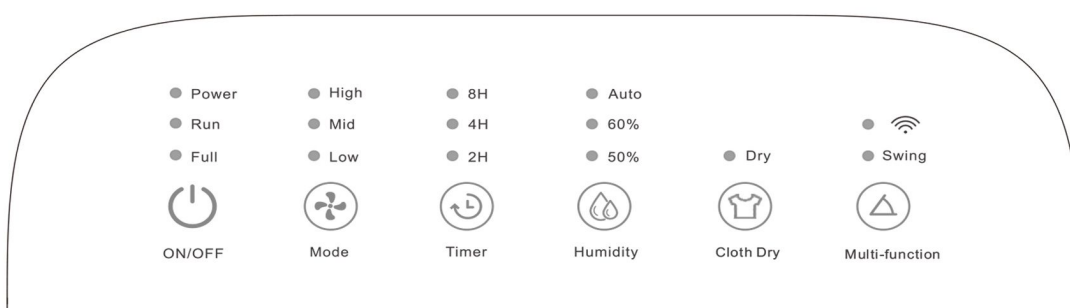 Power High 8H Auto
Run Mid 4H 60%
Full Low 2H 50% Dry Swing
ON/OFF Mode Timer Humidity Cloth Dry Multi-function